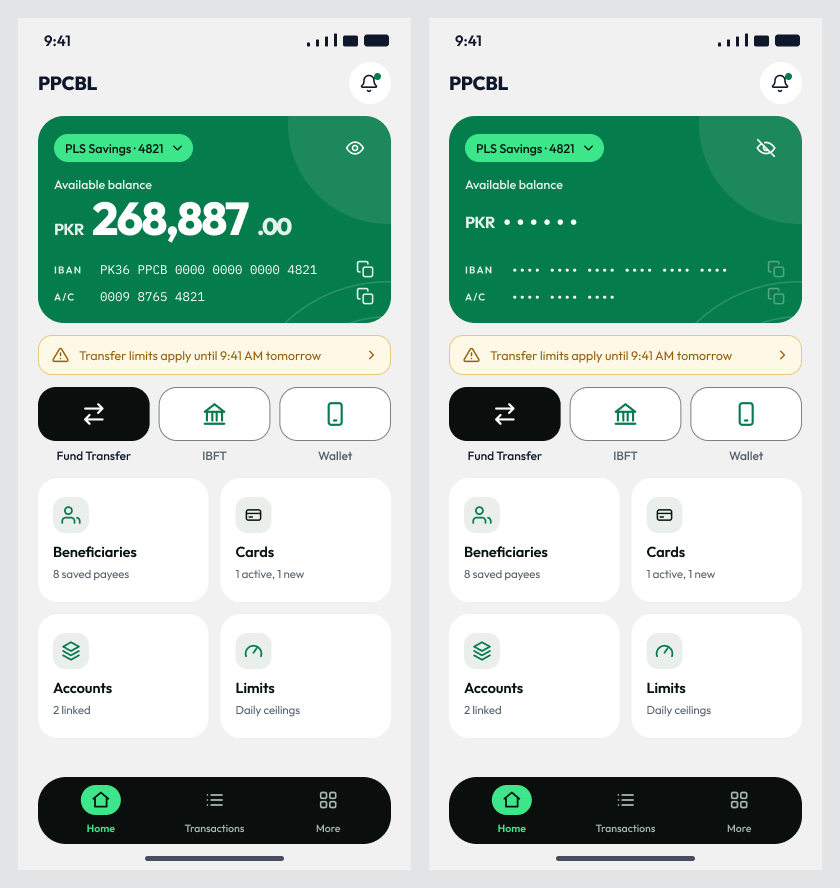 9:41
PPCBL
PLS Savings · 4821
Available balance
PKR 268,887 .00
IBAN PK36 PPCB 0000 0000 0000 4821
A/C 0009 8765 4821
Transfer limits apply until 9:41 AM tomorrow
Fund Transfer IBFT Wallet
Beneficiaries Cards
8 saved payees 1 active, 1 new
Accounts Limits
2 linked Daily ceilings
Home Transactions More
9:41
PPCBL
PLS Savings · 4821
Available balance
PKR ••••••
IBAN •••• •••• •••• •••• •••• ••••
A/C •••• •••• ••••
Transfer limits apply until 9:41 AM tomorrow
Fund Transfer IBFT Wallet
Beneficiaries Cards
8 saved payees 1 active, 1 new
Accounts Limits
2 linked Daily ceilings
Home Transactions More